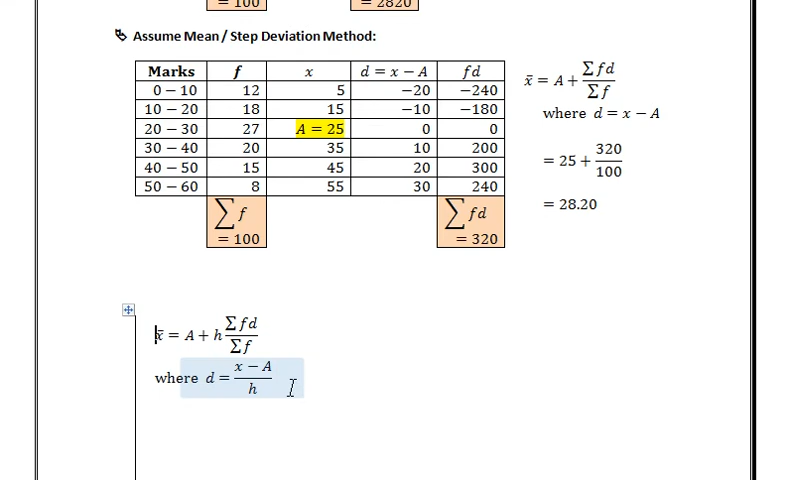 = 100 = 2820
Assume Mean / Step Deviation Method:
Marks f x d = x − A fd
0 − 10 12 5 −20 −240
10 − 20 18 15 −10 −180
20 − 30 27 A = 25 0 0
30 − 40 20 35 10 200
40 − 50 15 45 20 300
50 − 60 8 55 30 240
∑ f = 100 ∑ fd = 320
x̄ = A + ∑ fd / ∑ f
where d = x − A
= 25 + 320 / 100
= 28.20
x̄ = A + h ∑ fd / ∑ f
where d = x − A / h